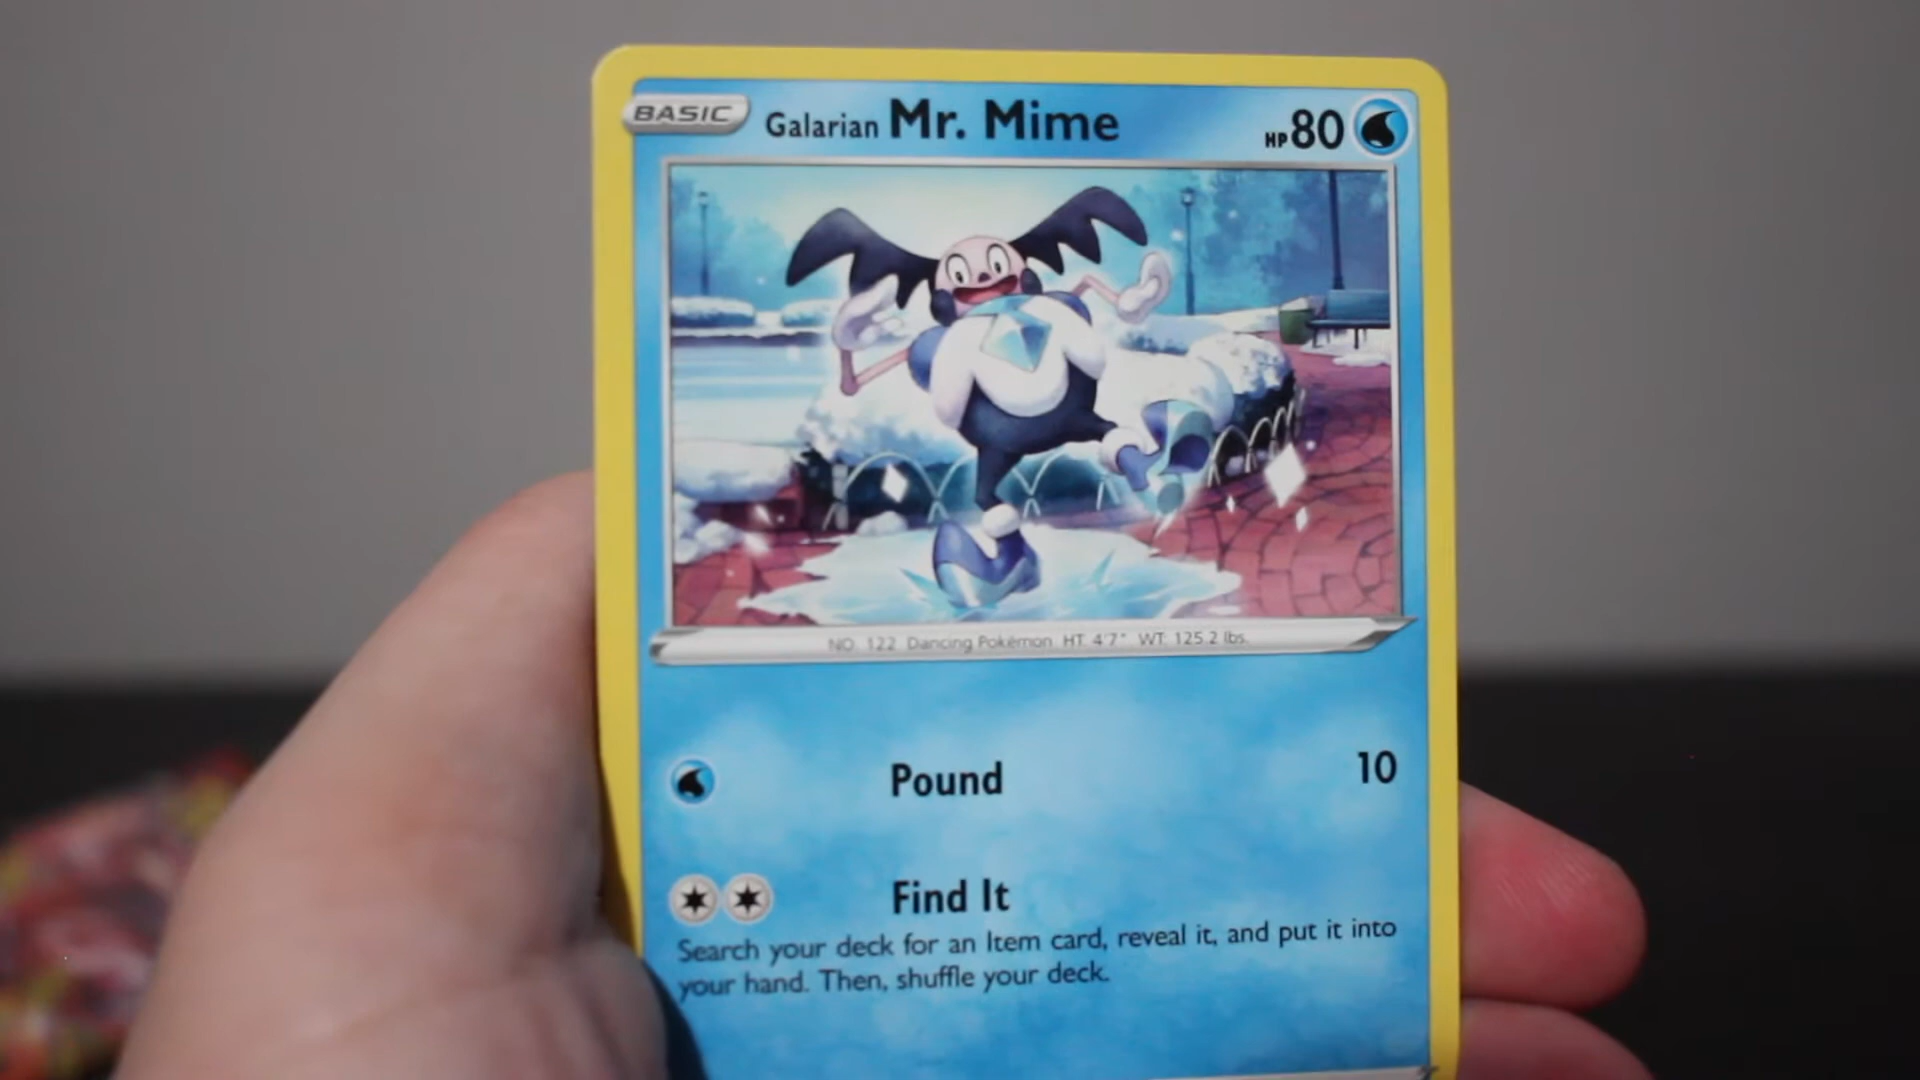 BASIC Galarian Mr. Mime HP 80
NO. 122 Dancing Pokémon HT: 4'7" WT: 125.2 lbs.
Pound 10
Find It
Search your deck for an Item card, reveal it, and put it into
your hand. Then, shuffle your deck.